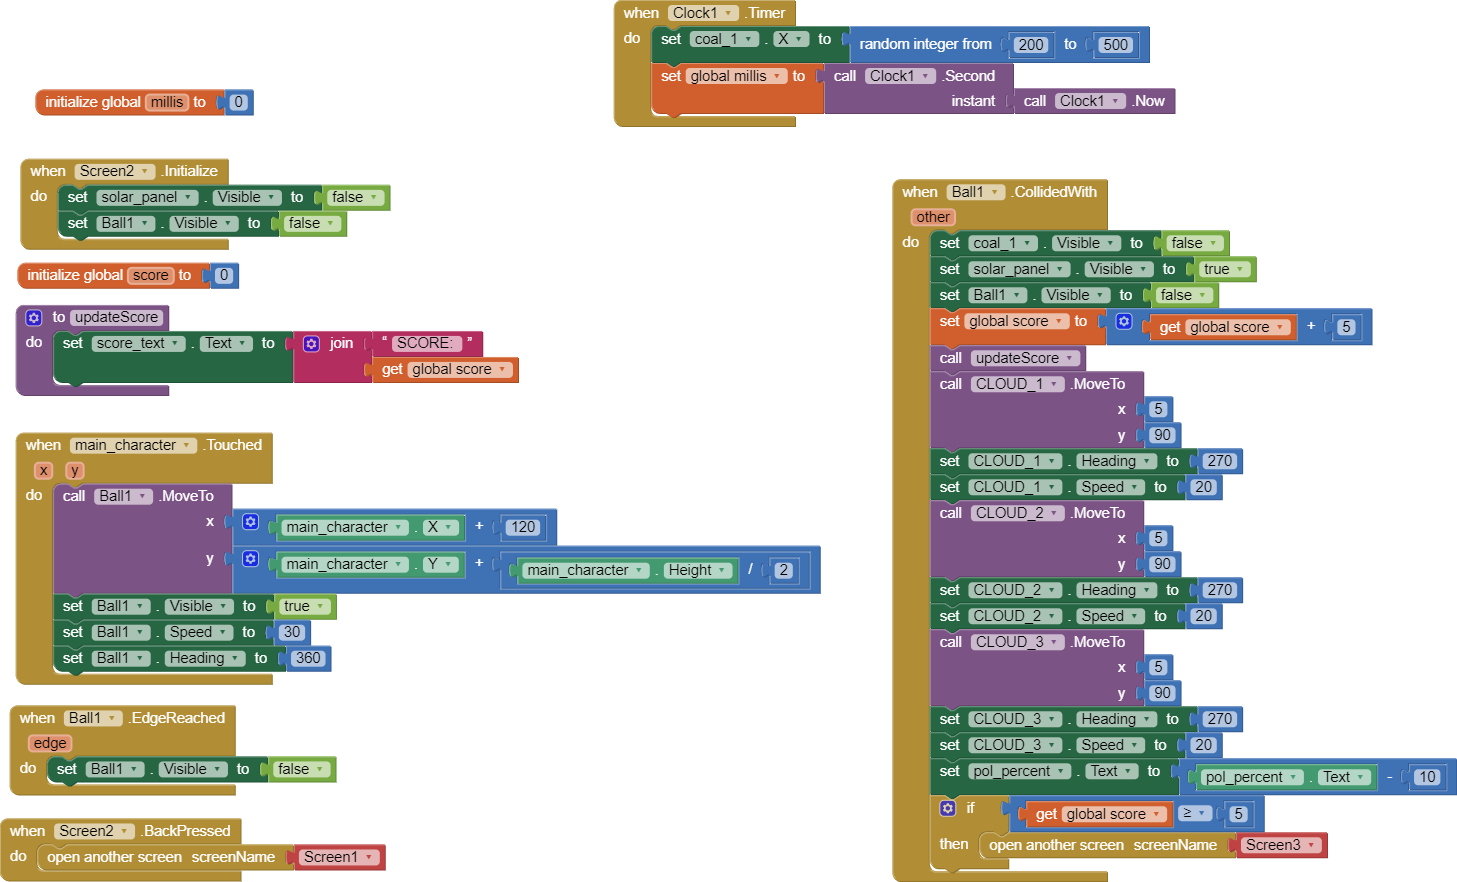 when Clock1 .Timer
do set coal_1 . X to random integer from 200 to 500
set global millis to call Clock1 .Second
instant call Clock1 .Now
initialize global millis to 0
when Screen2 .Initialize
do set solar_panel . Visible to false
set Ball1 . Visible to false
initialize global score to 0
to updateScore
do set score_text . Text to join " SCORE: "
get global score
when main_character .Touched
x y
do call Ball1 .MoveTo
x main_character . X + 120
y main_character . Y + main_character . Height / 2
set Ball1 . Visible to true
set Ball1 . Speed to 30
set Ball1 . Heading to 360
when Ball1 .EdgeReached
edge
do set Ball1 . Visible to false
when Screen2 .BackPressed
do open another screen screenName Screen1
when Ball1 .CollidedWith
other
do set coal_1 . Visible to false
set solar_panel . Visible to true
set Ball1 . Visible to false
set global score to get global score + 5
call updateScore
call CLOUD_1 .MoveTo
x 5
y 90
set CLOUD_1 . Heading to 270
set CLOUD_1 . Speed to 20
call CLOUD_2 .MoveTo
x 5
y 90
set CLOUD_2 . Heading to 270
set CLOUD_2 . Speed to 20
call CLOUD_3 .MoveTo
x 5
y 90
set CLOUD_3 . Heading to 270
set CLOUD_3 . Speed to 20
set pol_percent . Text to pol_percent . Text - 10
if get global score ≥ 5
then open another screen screenName Screen3